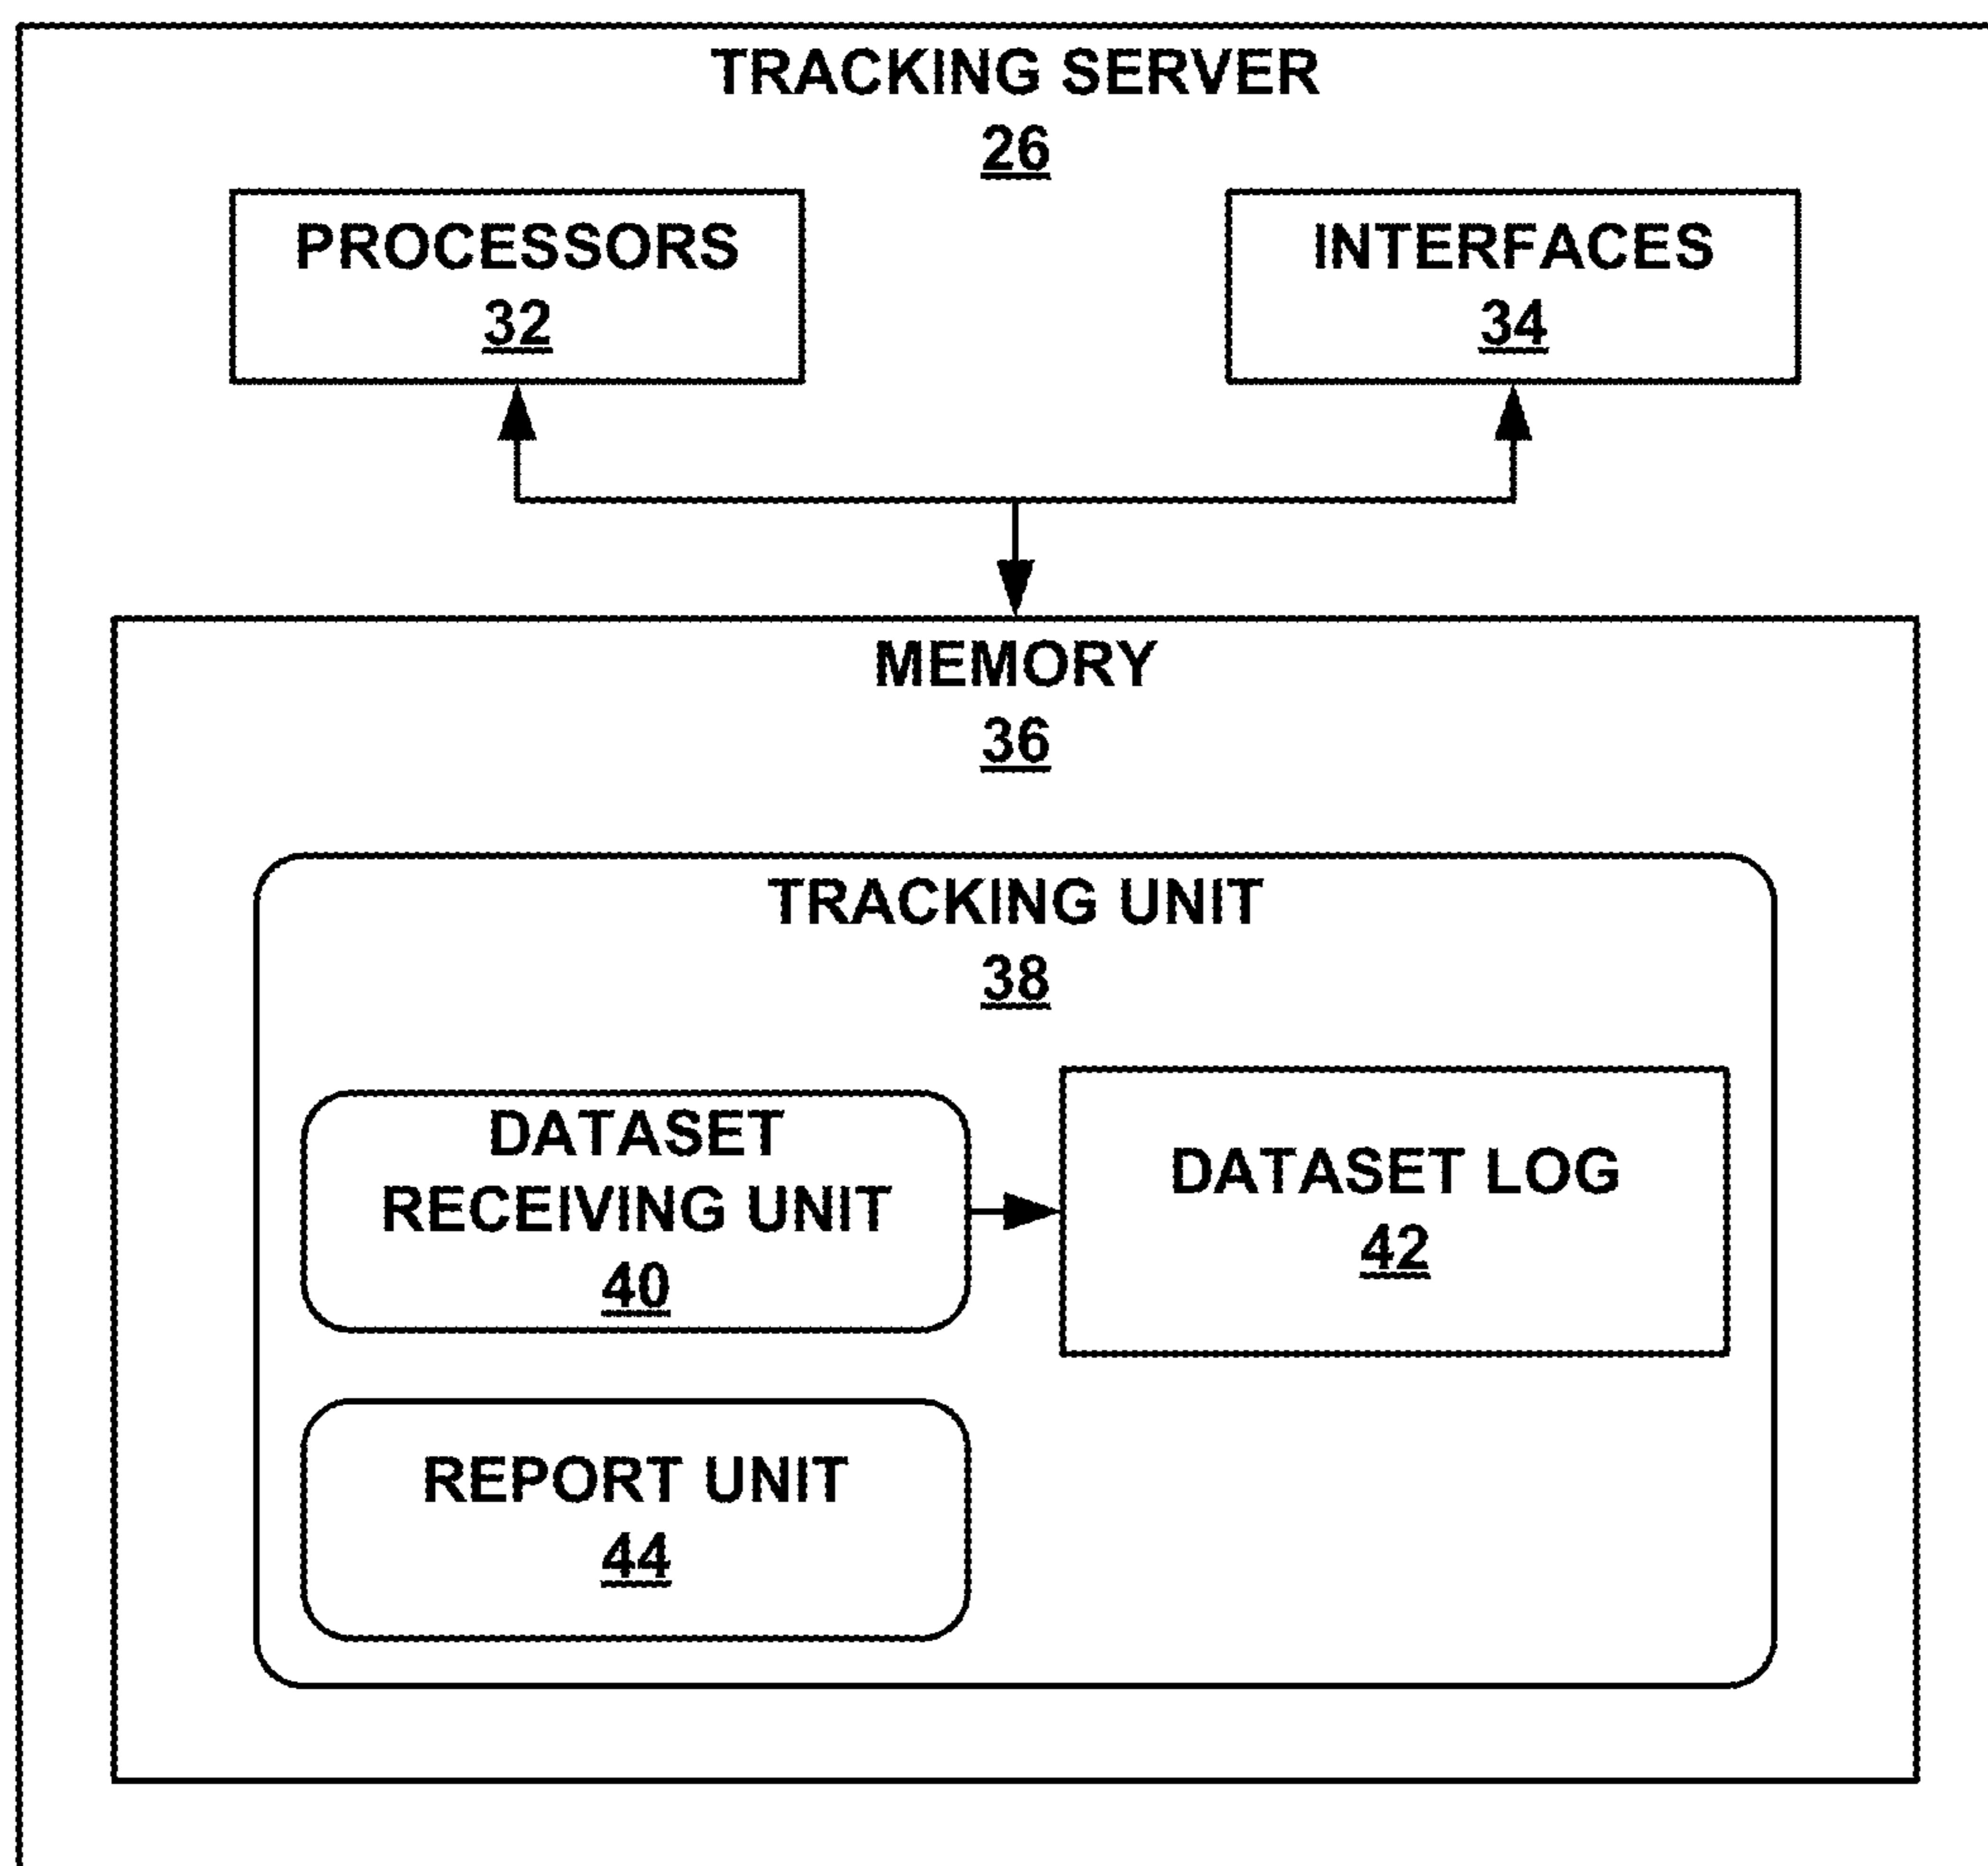 TRACKING SERVER
26
PROCESSORS
32
INTERFACES
34
MEMORY
36
TRACKING UNIT
38
DATASET
RECEIVING UNIT
40
DATASET LOG
42
REPORT UNIT
44